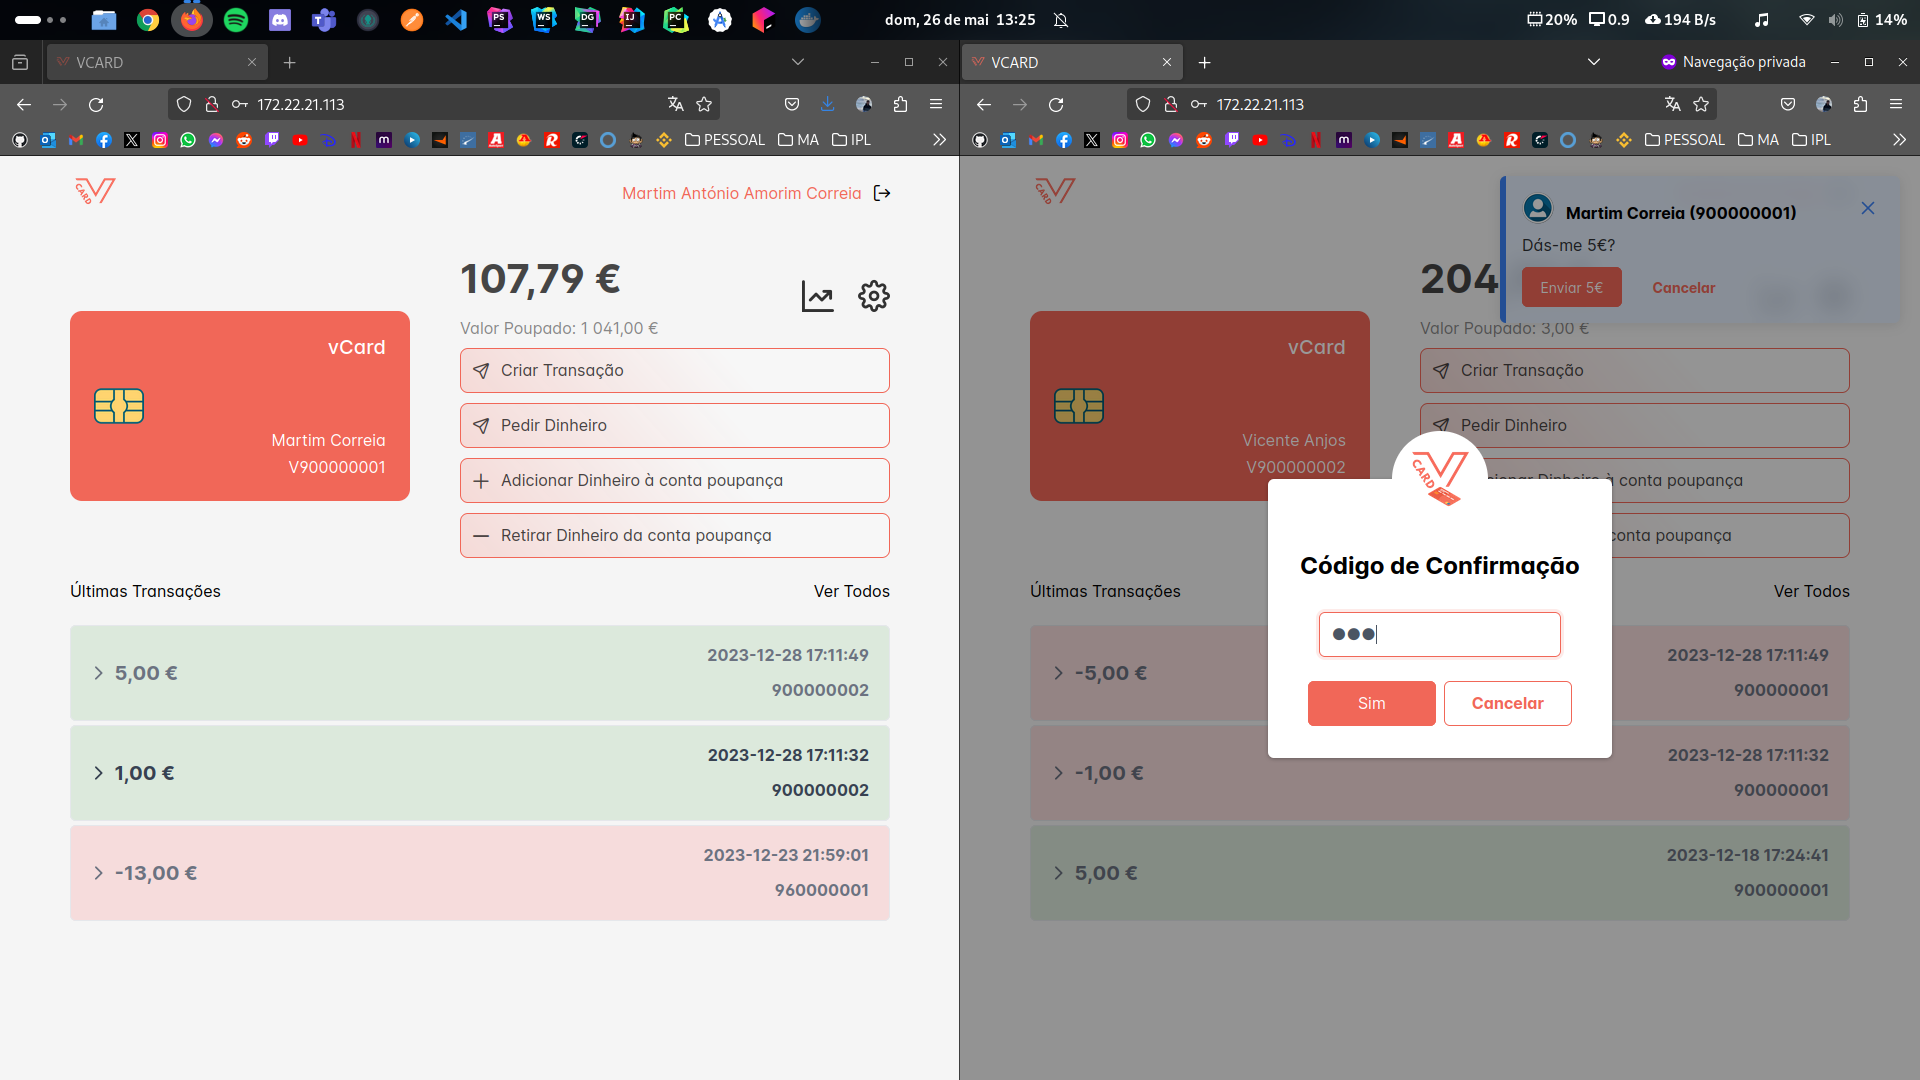 dom, 26 de mai 13:25
20% 0.9 194 B/s 14%
VCARD
172.22.21.113
PESSOAL MA IPL
CARD
Martim António Amorim Correia
107,79 €
Valor Poupado: 1 041,00 €
vCard
Martim Correia
V900000001
Criar Transação
Pedir Dinheiro
Adicionar Dinheiro à conta poupança
Retirar Dinheiro da conta poupança
Últimas Transações Ver Todos
5,00 € 2023-12-28 17:11:49
900000002
1,00 € 2023-12-28 17:11:32
900000002
-13,00 € 2023-12-23 21:59:01
960000001
VCARD Navegação privada
172.22.21.113
PESSOAL MA IPL
CARD
Martim Correia (900000001)
Dás-me 5€?
Enviar 5€ Cancelar
204
Valor Poupado: 3,00 €
vCard
Vicente Anjos
V900000002
Criar Transação
Pedir Dinheiro
Dinheiro à conta poupança
conta poupança
CARD
Código de Confirmação
Sim Cancelar
Últimas Transações Ver Todos
-5,00 € 2023-12-28 17:11:49
900000001
-1,00 € 2023-12-28 17:11:32
900000001
5,00 € 2023-12-18 17:24:41
900000001